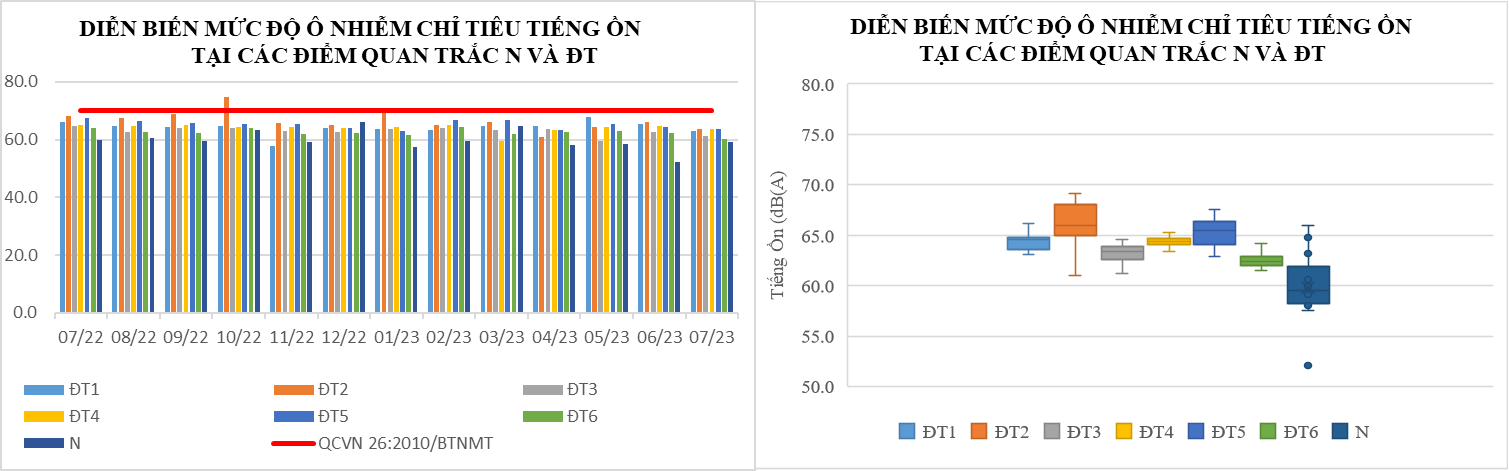 DIỄN BIẾN MỨC ĐỘ Ô NHIỄM CHỈ TIÊU TIẾNG ỒN
TẠI CÁC ĐIỂM QUAN TRẮC N VÀ ĐT
80.0
60.0
40.0
20.0
0.0
07/22 08/22 09/22 10/22 11/22 12/22 01/23 02/23 03/23 04/23 05/23 06/23 07/23
ĐT1 ĐT2 ĐT3
ĐT4 ĐT5 ĐT6
N QCVN 26:2010/BTNMT
DIỄN BIẾN MỨC ĐỘ Ô NHIỄM CHỈ TIÊU TIẾNG ỒN
TẠI CÁC ĐIỂM QUAN TRẮC N VÀ ĐT
Tiếng Ồn (dB(A)
80.0
75.0
70.0
65.0
60.0
55.0
50.0
ĐT1 ĐT2 ĐT3 ĐT4 ĐT5 ĐT6 N